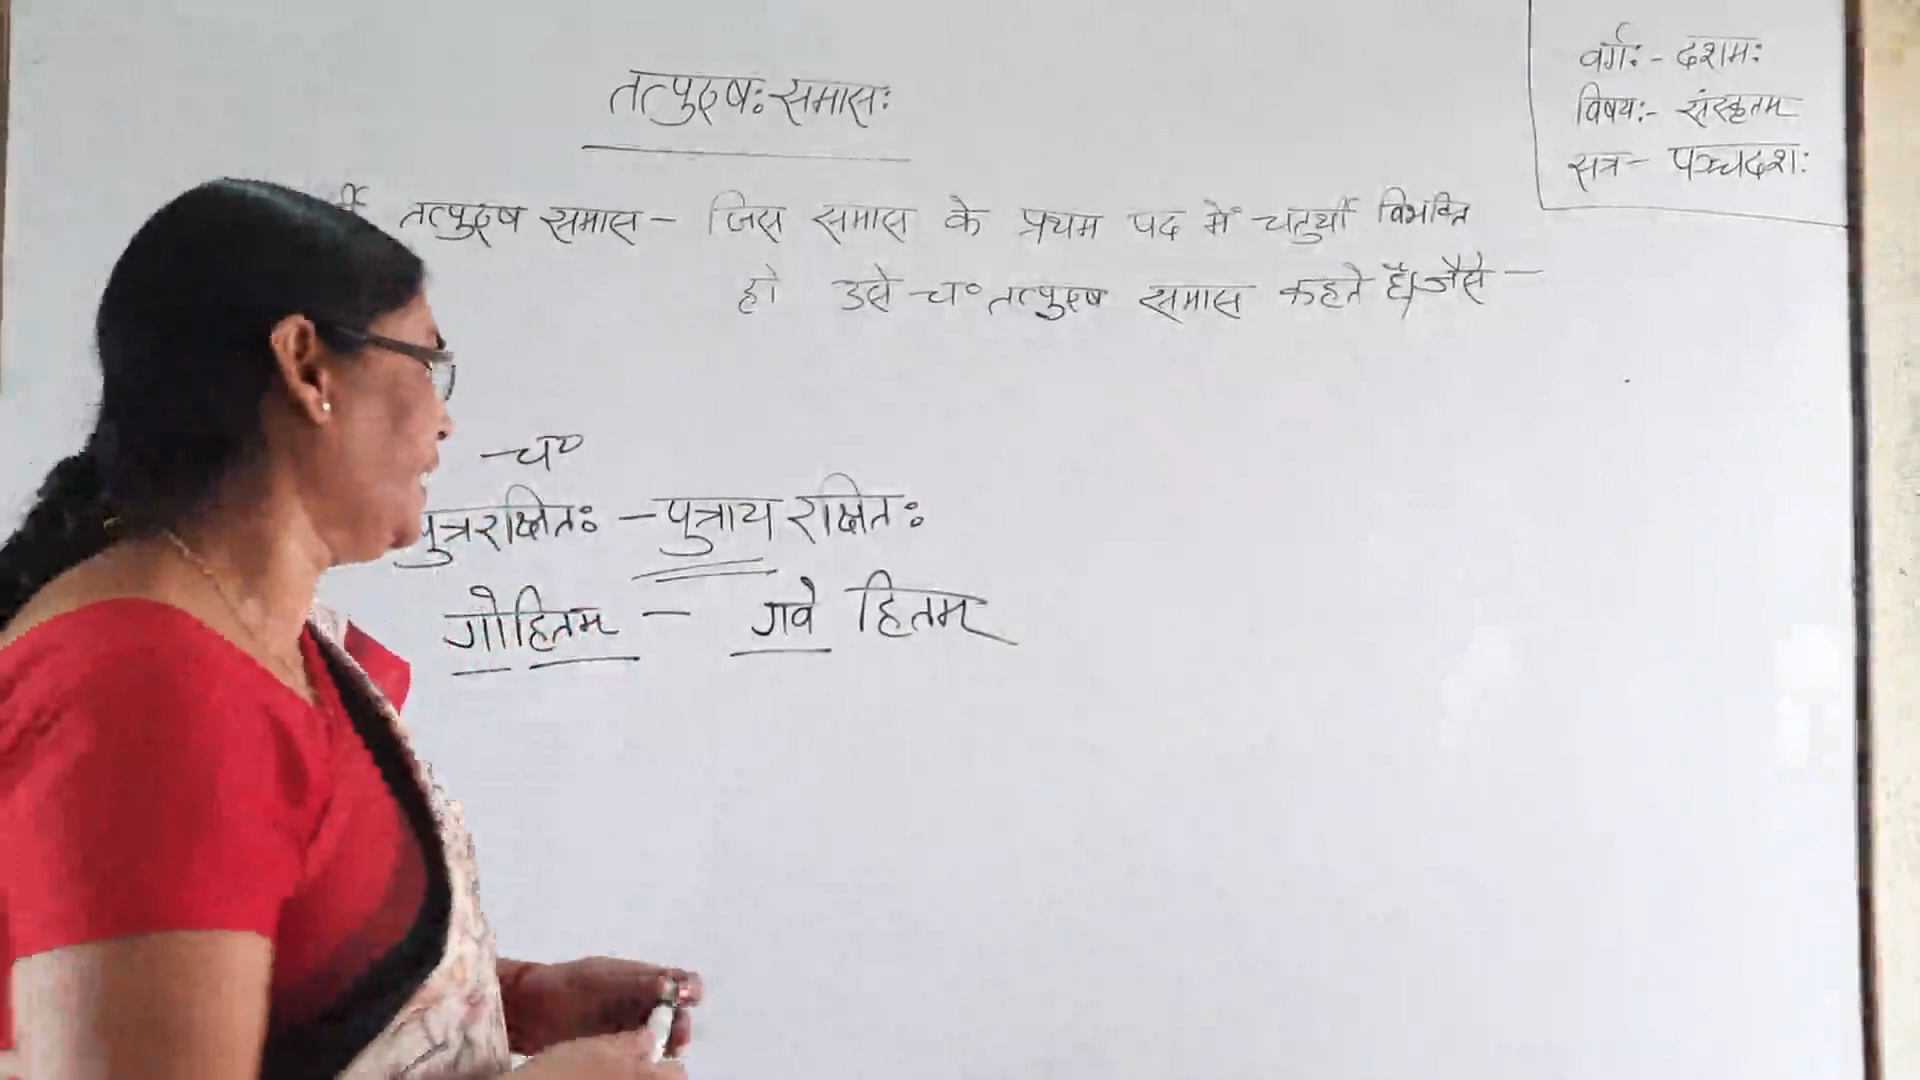 तत्पुरुषः समासः
वर्गः - दशमः
विषयः - संस्कृतम
सत्र - पञ्चदशः
तत्पुरुष समास - जिस समास के प्रथम पद में चतुर्थी विभक्ति
हो उसे च० तत्पुरुष समास कहते हैं, जैसे -
च०
पुत्ररक्षितः - पुत्राय रक्षितः
गोहितम - गवे हितम्